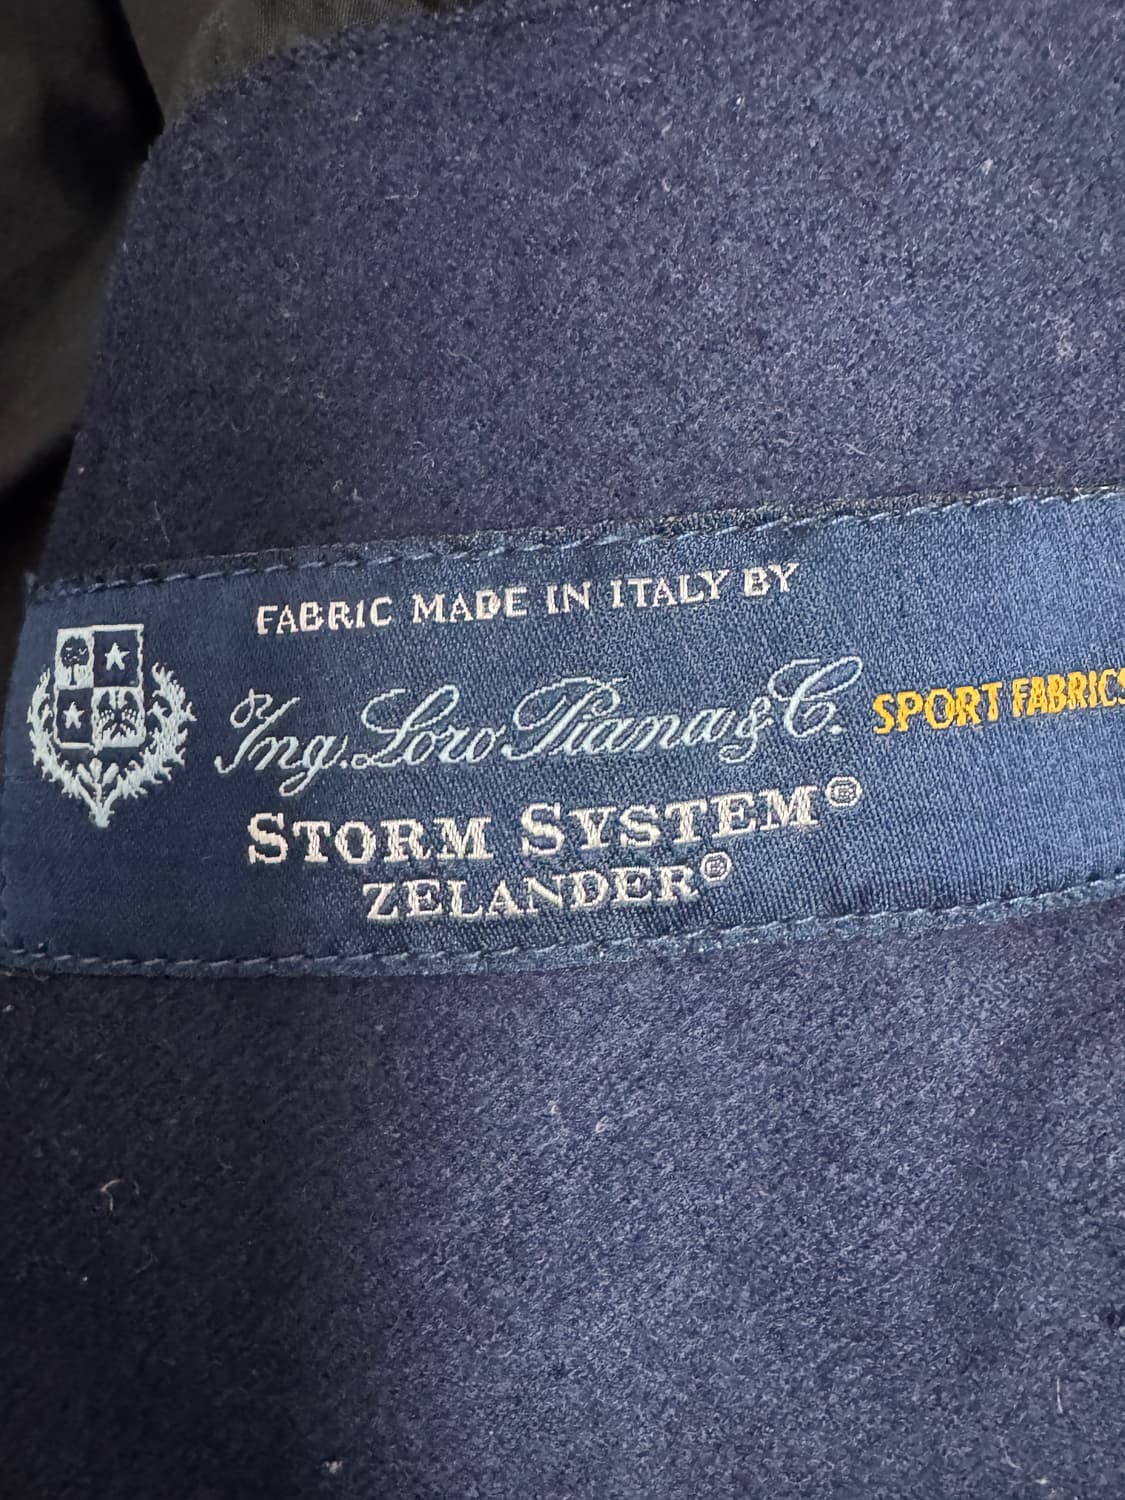 FABRIC MADE IN ITALY BY
Ing. Loro Piana & C. SPORT FABRICS
STORM SYSTEM®
ZELANDER®